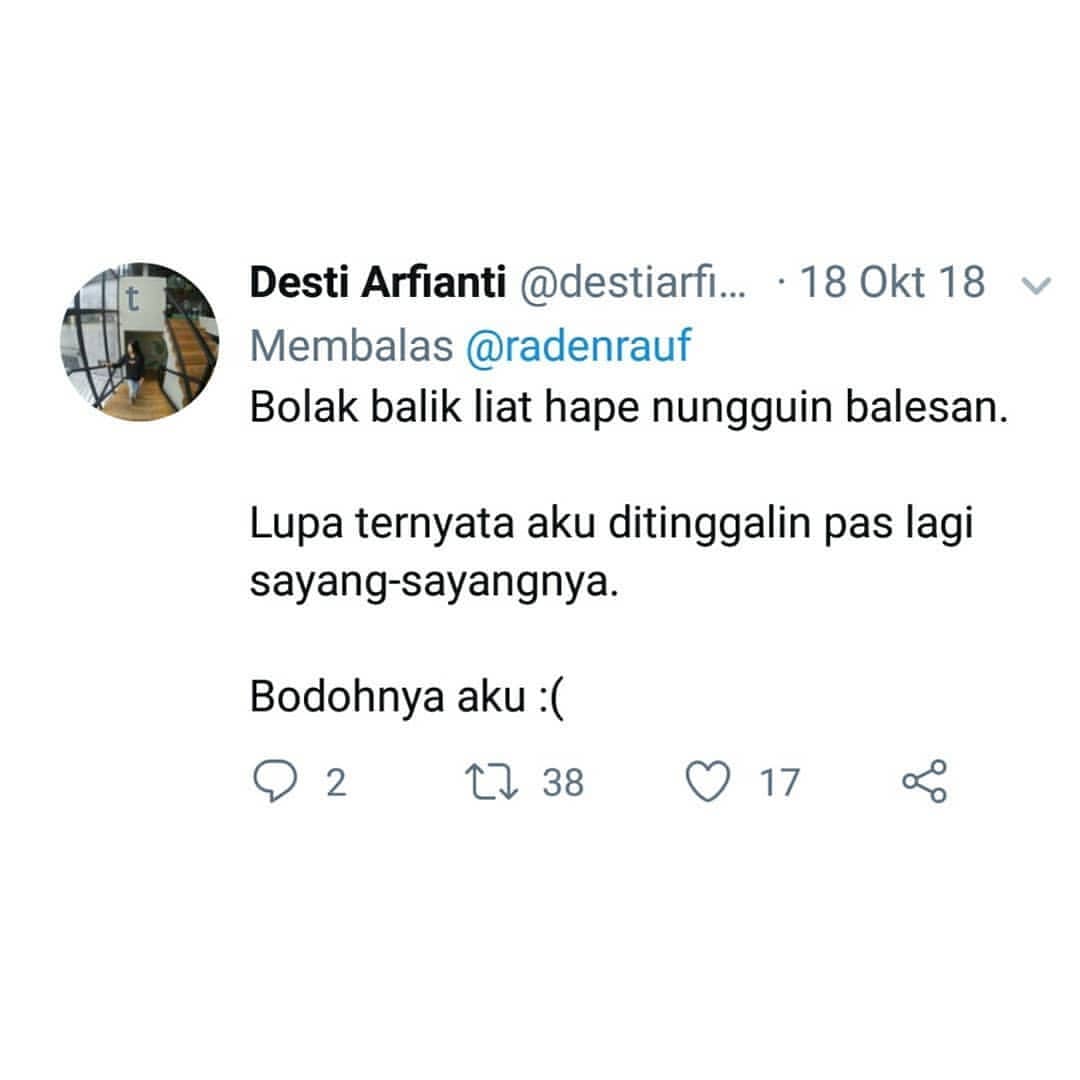 t
Desti Arfianti @destiarfi... · 18 Okt 18
Membalas @radenrauf
Bolak balik liat hape nungguin balesan.
Lupa ternyata aku ditinggalin pas lagi
sayang-sayangnya.
Bodohnya aku :(
2 38 17